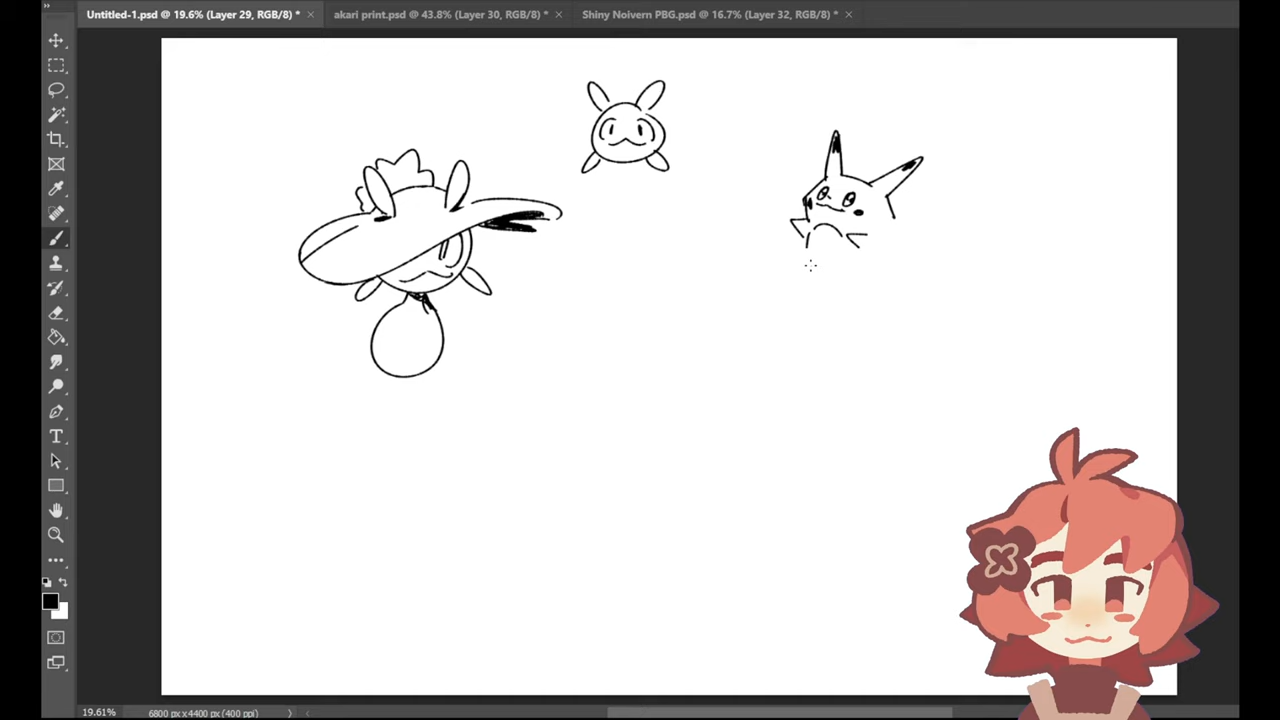 Untitled-1.psd @ 19.6% (Layer 29, RGB/8) *
akari print.psd @ 43.8% (Layer 30, RGB/8) *
Shiny Noivern PBG.psd @ 16.7% (Layer 32, RGB/8) *
19.61%
6800 px x 4400 px (400 ppi)